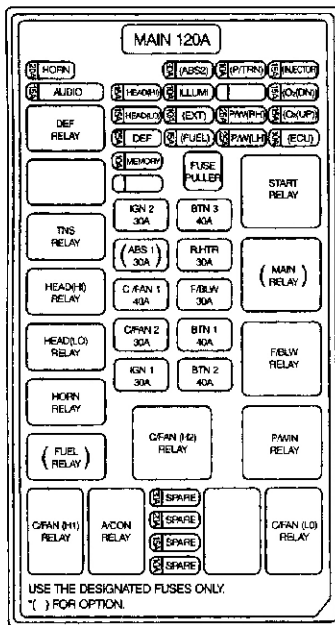 MAIN 120A
HORN (ABS2) (P/TRN) (INJECTOR)
AUDIO HEAD(HI) ILLUMI (O₂(DN)
HEAD(LO) (EXT) P/W(RH) (O₂(UP)
DEF RELAY
DEF (FUEL) P/W(LH) (ECU)
MEMORY
FUSE PULLER
START RELAY
IGN 2 30A
BTN 3 40A
TNS RELAY
(ABS 1) 30A
R.HTR 30A
(MAIN RELAY)
HEAD(HI) RELAY
C/FAN 1 40A
F/BLW 30A
HEAD(LO) RELAY
C/FAN 2 30A
BTN 1 40A
F/BLW RELAY
IGN 1 30A
BTN 2 40A
HORN RELAY
C/FAN (H2) RELAY
P/WIN RELAY
(FUEL RELAY)
C/FAN (H1) RELAY
A/CON RELAY
SPARE
SPARE
SPARE
SPARE
C/FAN (LO) RELAY
USE THE DESIGNATED FUSES ONLY.
*( ) FOR OPTION.